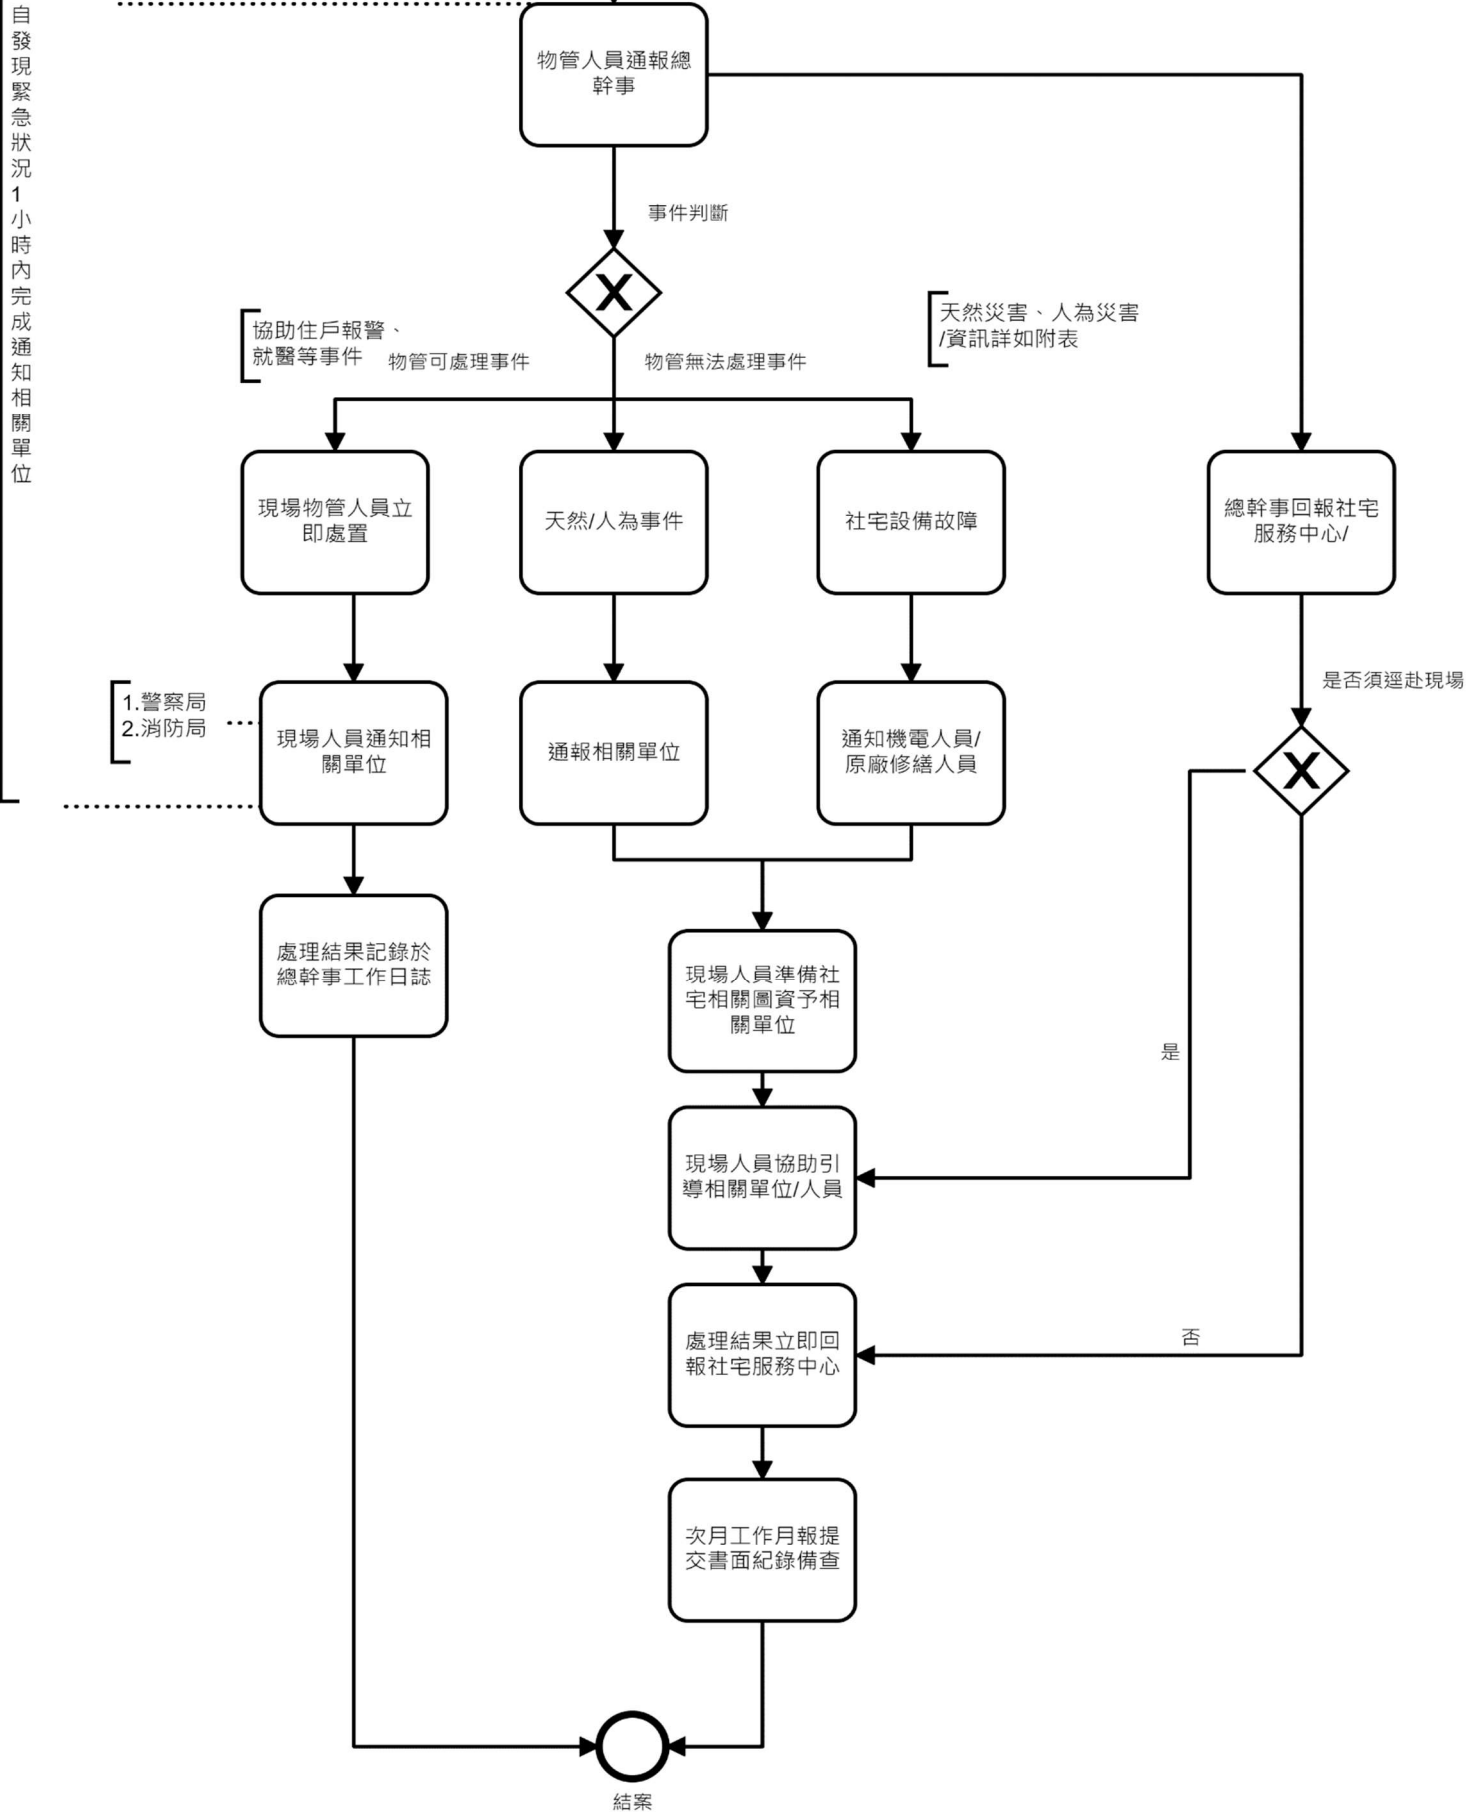 自
發
現
緊
急
狀
況
1
小
時
內
完
成
通
知
相
關
單
位
物管人員通報總
幹事
事件判斷
協助住戶報警、
就醫等事件
物管可處理事件
物管無法處理事件
天然災害、人為災害
/資訊詳如附表
現場物管人員立
即處置
天然/人為事件
社宅設備故障
總幹事回報社宅
服務中心/
是否須逕赴現場
1.警察局
2.消防局
現場人員通知相
關單位
通報相關單位
通知機電人員/
原廠修繕人員
處理結果記錄於
總幹事工作日誌
現場人員準備社
宅相關圖資予相
關單位
是
現場人員協助引
導相關單位/人員
否
處理結果立即回
報社宅服務中心
次月工作月報提
交書面紀錄備查
結案